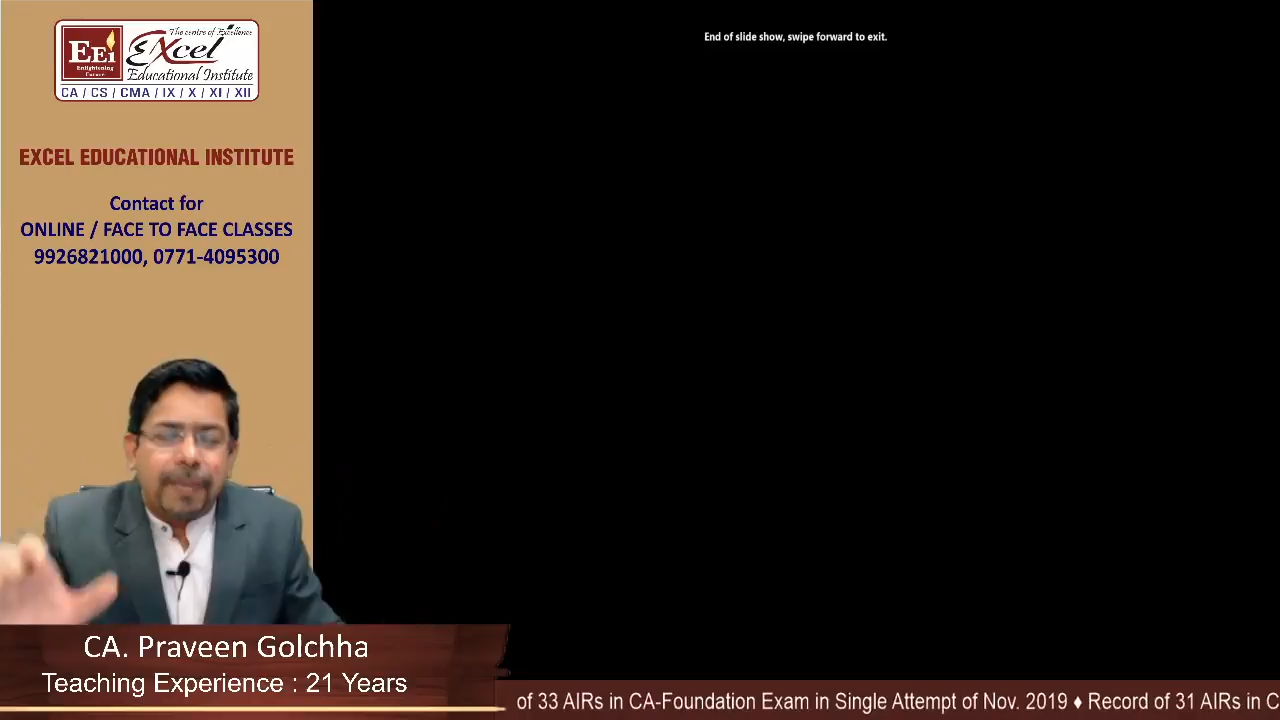 The centre of Excellence
EEi
Enlightening
Career
Excel
Educational Institute
CA / CS / CMA / IX / X / XI / XII
EXCEL EDUCATIONAL INSTITUTE
Contact for
ONLINE / FACE TO FACE CLASSES
9926821000, 0771-4095300
End of slide show, swipe forward to exit.
CA. Praveen Golchha
Teaching Experience : 21 Years
of 33 AIRs in CA-Foundation Exam in Single Attempt of Nov. 2019 ♦ Record of 31 AIRs in C